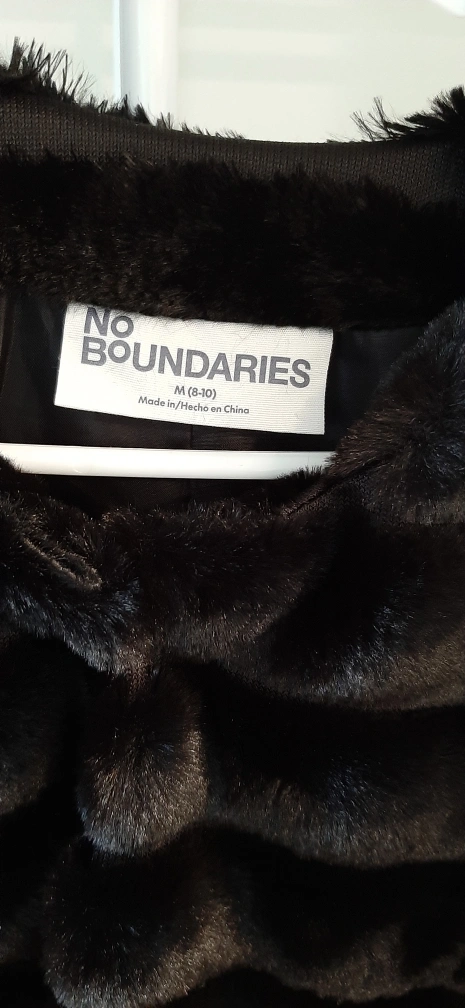 NO
BOUNDARIES
M (8-10)
Made in/Hecho en China